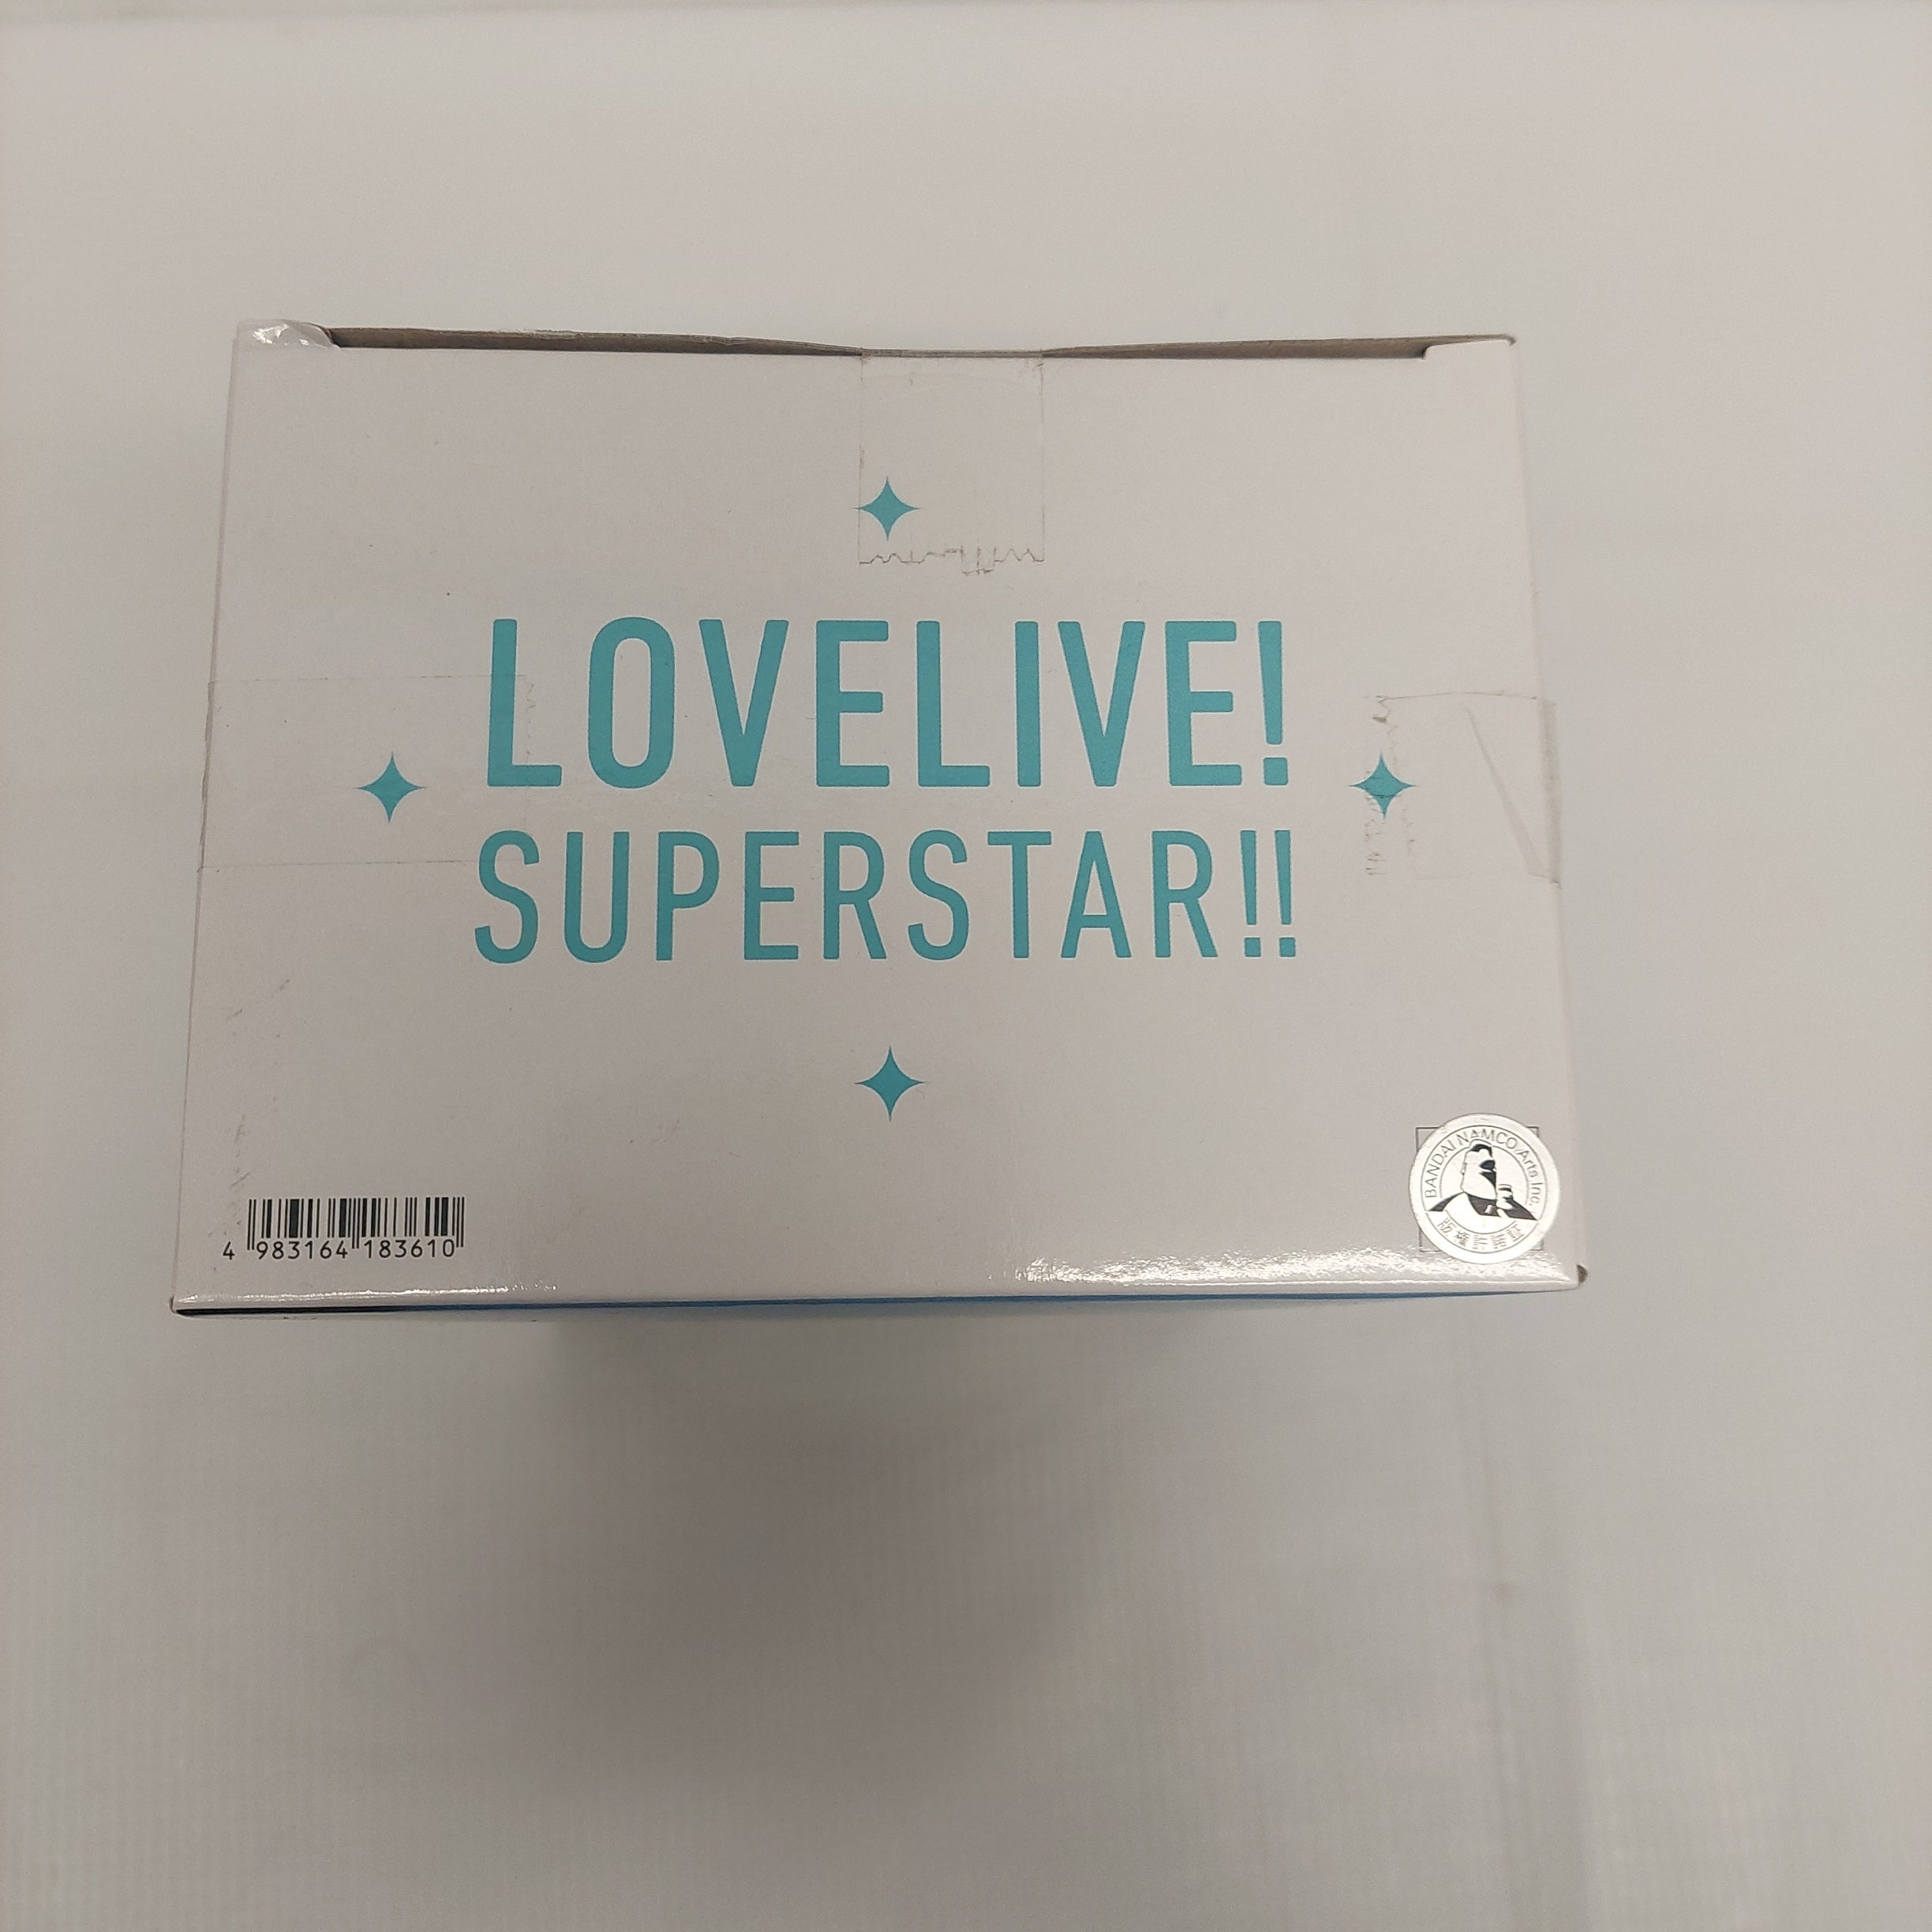 LOVELIVE!
SUPERSTAR!!
4 983164 183610
BANDAI NAMCO Arts Inc.
版権許諾証